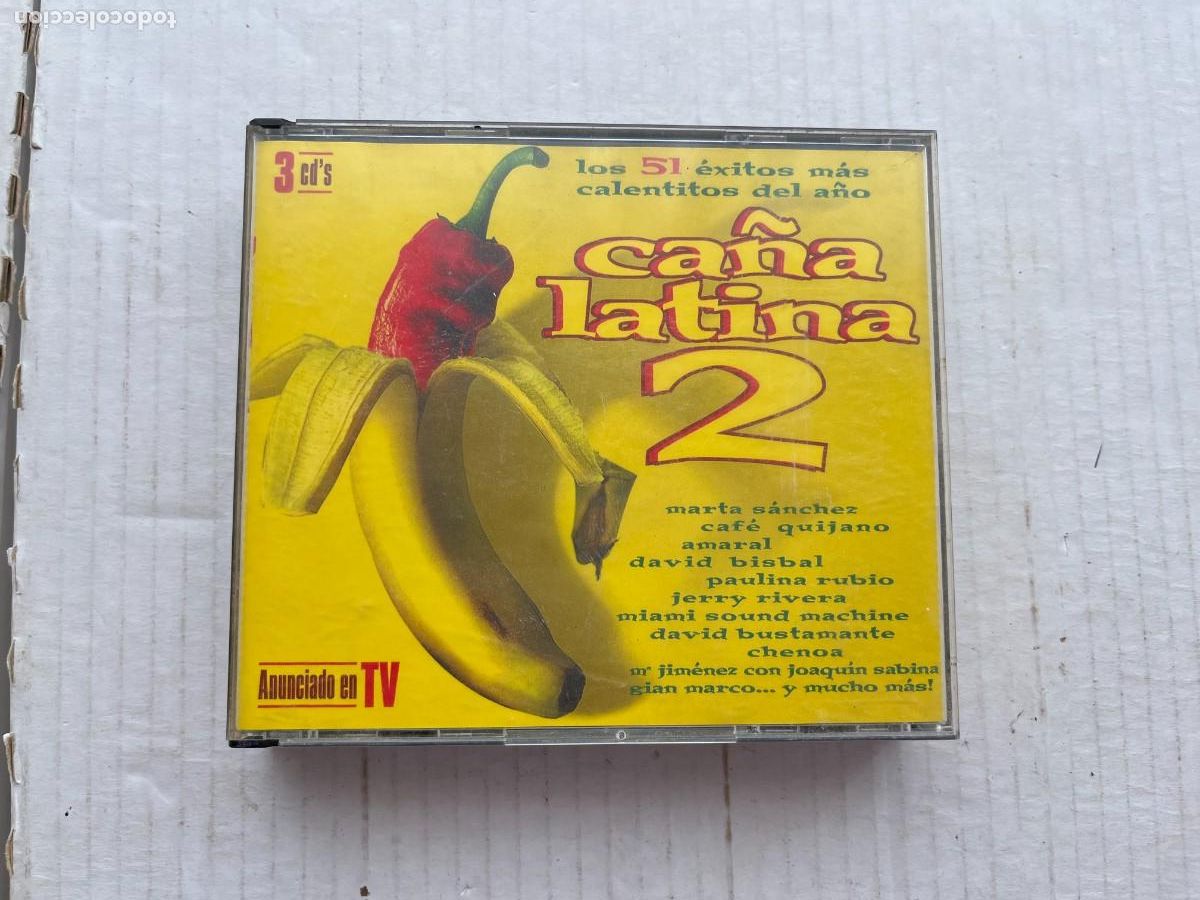 todocoleccion
3 cd's
los 51 éxitos más
calentitos del año
caña
latina
2
marta sánchez
café quijano
amaral
david bisbal
paulina rubio
jerry rivera
miami sound machine
david bustamante
chenoa
mª jiménez con joaquín sabina
gian marco... y mucho más!
Anunciado en TV